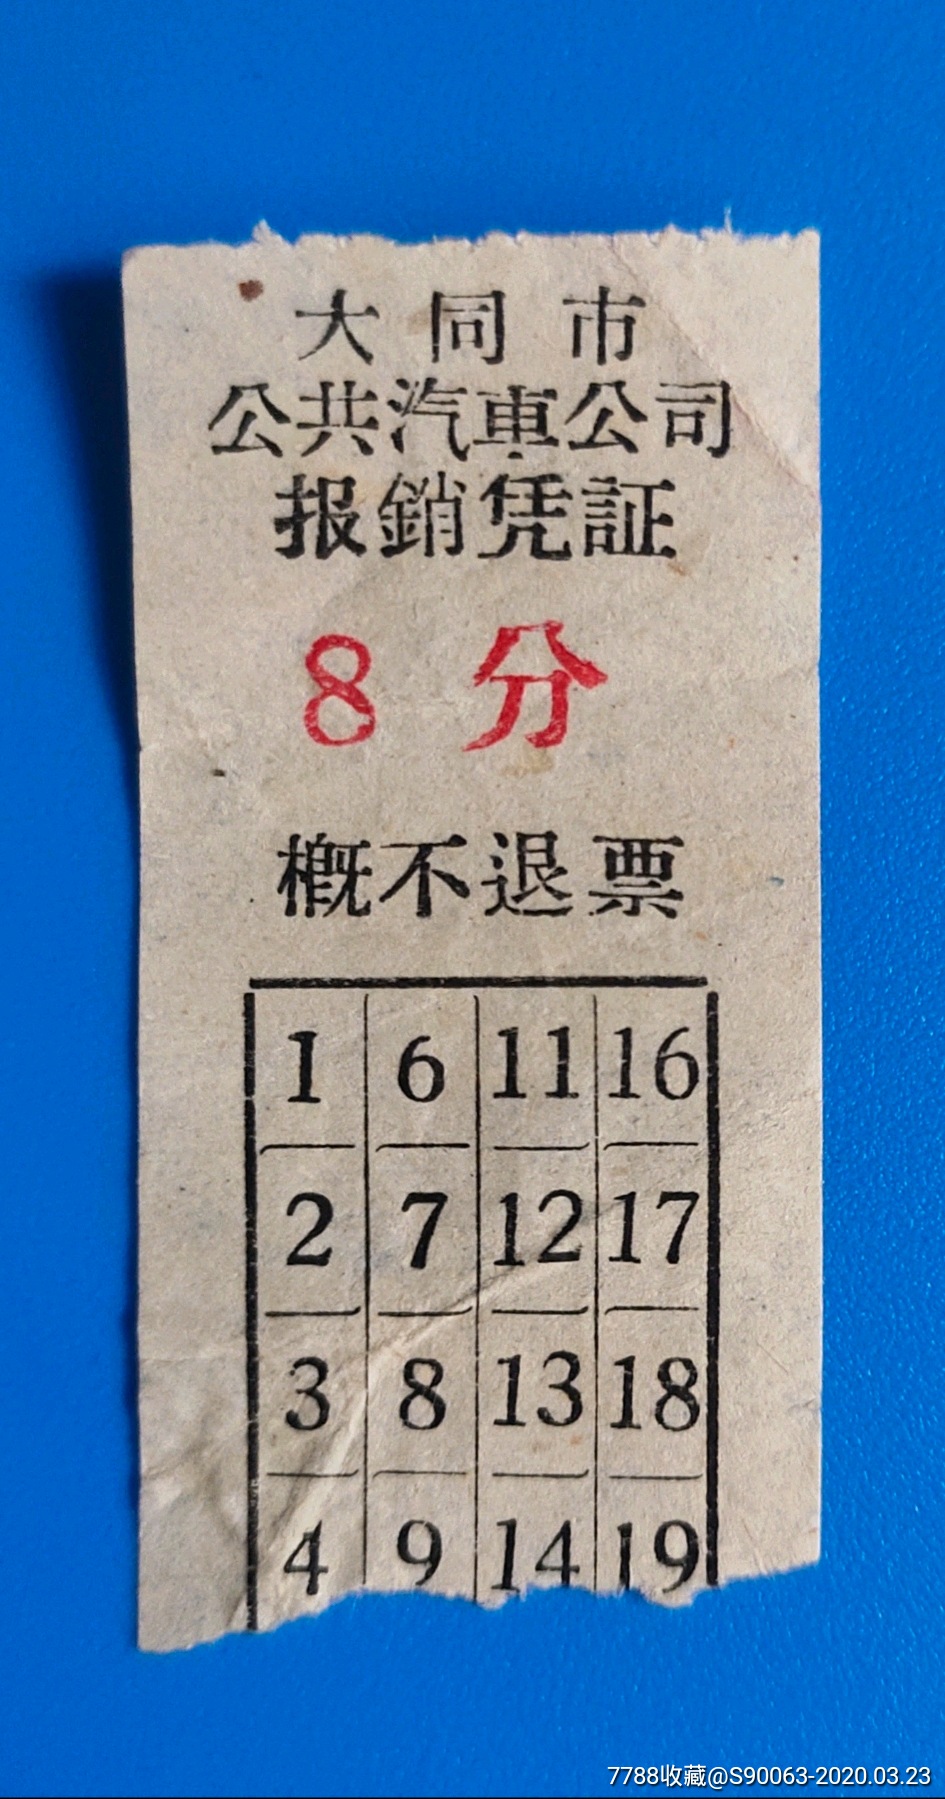 大同市
公共汽車公司
报銷凭証
8分
概不退票
1 6 11 16
2 7 12 17
3 8 13 18
4 9 14 19
7788收藏@S90063-2020.03.23